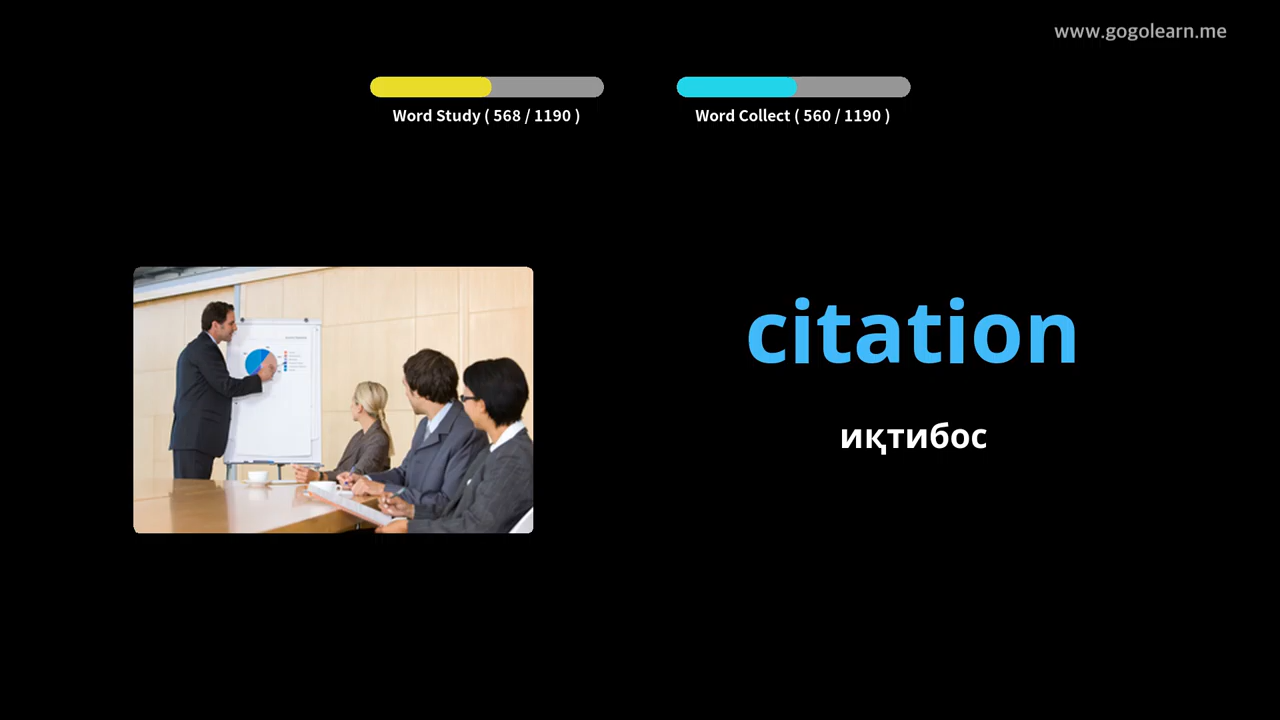 www.gogolearn.me
Word Study ( 568 / 1190 )
Word Collect ( 560 / 1190 )
citation
иқтибос